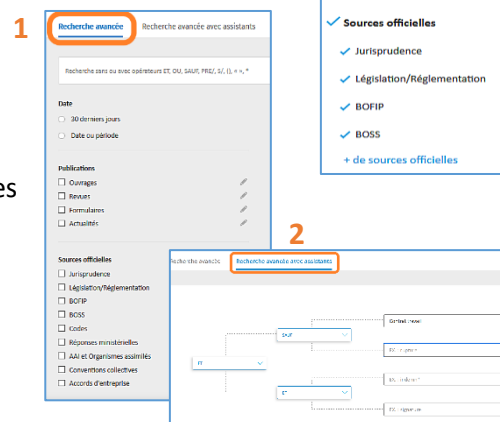 1
Recherche avancée
Recherche avancée avec assistants
Recherche sans ou avec opérateurs ET, OU, SAUF, PRE/, S/, (), « », *
Date
30 derniers jours
Date ou période
Publications
Ouvrages
Revues
Formulaires
Actualités
Sources officielles
Jurisprudence
Législation/Réglementation
BOFIP
BOSS
Codes
Réponses ministérielles
AAI et Organismes assimilés
Conventions collectives
Accords d'entreprise
es
Sources officielles
Jurisprudence
Législation/Réglementation
BOFIP
BOSS
+ de sources officielles
2
Recherche avancée
Recherche avancée avec assistants
SAUF
ET
ET